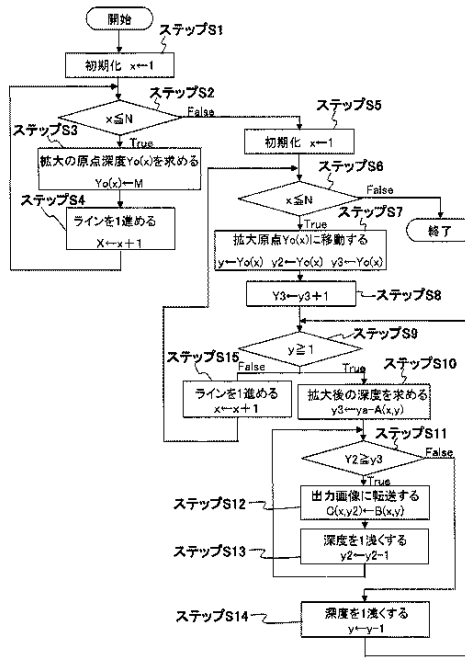 開始
ステップS1
初期化 x←1
ステップS2
x≦N
False
True
ステップS3
拡大の原点深度Yo(x)を求める
Yo(x)←M
ステップS4
ラインを1進める
X←x+1
ステップS5
初期化 x←1
ステップS6
x≦N
False
True
終了
ステップS7
拡大原点Yo(x)に移動する
y←Yo(x) y2←Yo(x) y3←Yo(x)
Y3←y3+1
ステップS8
ステップS9
y≧1
False
True
ステップS15
ラインを1進める
x←x+1
ステップS10
拡大後の深度を求める
y3←ya-A(x,y)
ステップS11
Y2≧y3
False
True
ステップS12
出力画像に転送する
C(x,y2)←B(x,y)
ステップS13
深度を1浅くする
y2←y2-1
ステップS14
深度を1浅くする
y←y-1